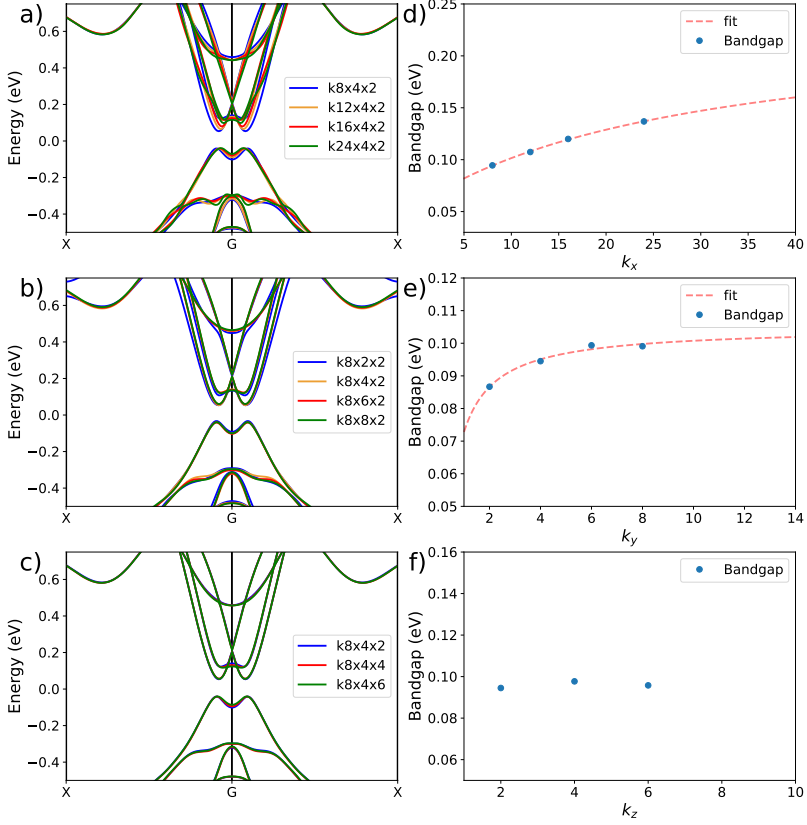 a)
Energy (eV)
0.6
0.4
0.2
0.0
−0.2
−0.4
X
G
X
k8x4x2
k12x4x2
k16x4x2
k24x4x2
d)
Bandgap (eV)
0.25
0.20
0.15
0.10
0.05
5
10
15
20
25
30
35
40
kx
fit
Bandgap
b)
Energy (eV)
0.6
0.4
0.2
0.0
−0.2
−0.4
X
G
X
k8x2x2
k8x4x2
k8x6x2
k8x8x2
e)
Bandgap (eV)
0.12
0.11
0.10
0.09
0.08
0.07
0.06
0.05
2
4
6
8
10
12
14
ky
fit
Bandgap
c)
Energy (eV)
0.6
0.4
0.2
0.0
−0.2
−0.4
X
G
X
k8x4x2
k8x4x4
k8x4x6
f)
Bandgap (eV)
0.16
0.14
0.12
0.10
0.08
0.06
2
4
6
8
10
kz
Bandgap